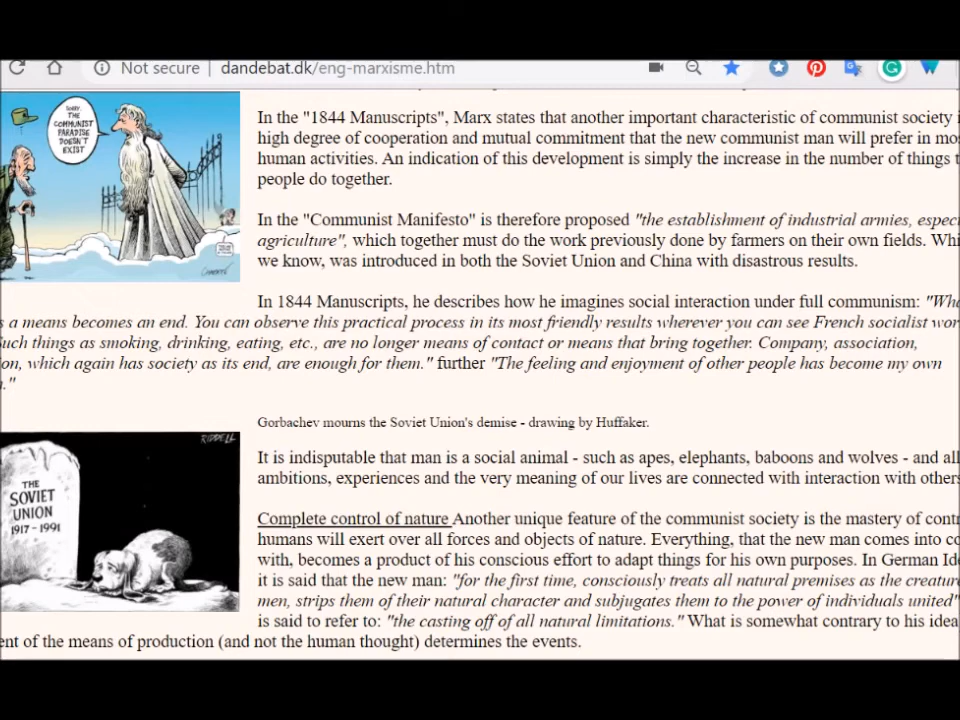 Not secure | dandebat.dk/eng-marxisme.htm
SORRY.
THE
COMMUNIST
PARADISE
DOESN'T
EXIST
In the "1844 Manuscripts", Marx states that another important characteristic of communist society
high degree of cooperation and mutual commitment that the new communist man will prefer in
human activities. An indication of this development is simply the increase in the number of things
people do together.
In the "Communist Manifesto" is therefore proposed "the establishment of industrial armies,
agriculture", which together must do the work previously done by farmers on their own fields.
we know, was introduced in both the Soviet Union and China with disastrous results.
In 1844 Manuscripts, he describes how he imagines social interaction under full communism:
s a means becomes an end. You can observe this practical process in its most friendly results wherever you can see French socialist
Such things as smoking, drinking, eating, etc., are no longer means of contact or means that bring together. Company, association,
on, which again has society as its end, are enough for them." further "The feeling and enjoyment of other people has become my own
."
Gorbachev mourns the Soviet Union's demise - drawing by Huffaker.
RIDDELL
THE
SOVIET
UNION
1917-1991
It is indisputable that man is a social animal - such as apes, elephants, baboons and wolves - and all
ambitions, experiences and the very meaning of our lives are connected with interaction with others
Complete control of nature Another unique feature of the communist society is the mastery of
humans will exert over all forces and objects of nature. Everything, that the new man comes into
with, becomes a product of his conscious effort to adapt things for his own purposes. In German
it is said that the new man: "for the first time, consciously treats all natural premises as the
men, strips them of their natural character and subjugates them to the power of individuals united"
is said to refer to: "the casting off of all natural limitations." What is somewhat contrary to his
ent of the means of production (and not the human thought) determines the events.